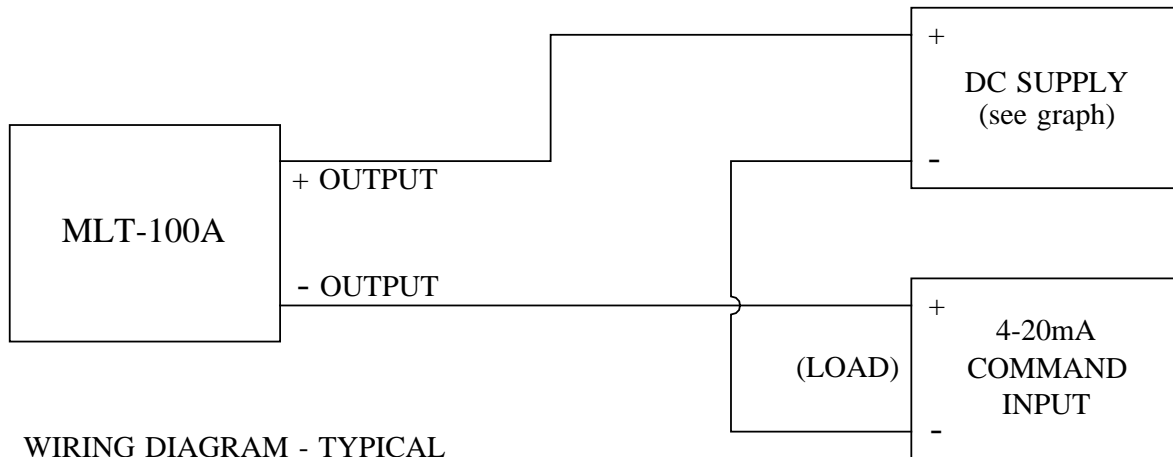 +
DC SUPPLY
(see graph)
-
+ OUTPUT
MLT-100A
- OUTPUT
+
4-20mA
(LOAD)
COMMAND
INPUT
-
WIRING DIAGRAM - TYPICAL